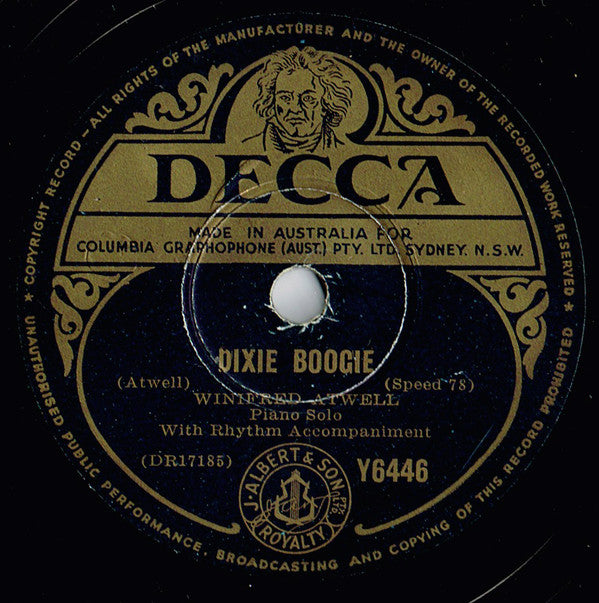 ★ COPYRIGHT RECORD – ALL RIGHTS OF THE MANUFACTURER AND THE OWNER OF THE RECORDED WORK RESERVED ★
DECCA
MADE IN AUSTRALIA FOR
COLUMBIA GRAPHOPHONE (AUST.) PTY. LTD. SYDNEY. N.S.W.
DIXIE BOOGIE
(Atwell) (Speed 78)
WINIFRED ATWELL
Piano Solo
With Rhythm Accompaniment
(DR17185) Y6446
J. ALBERT & SON PTY. LTD.
ROYALTY
UNAUTHORISED PUBLIC PERFORMANCE, BROADCASTING AND COPYING OF THIS RECORD PROHIBITED